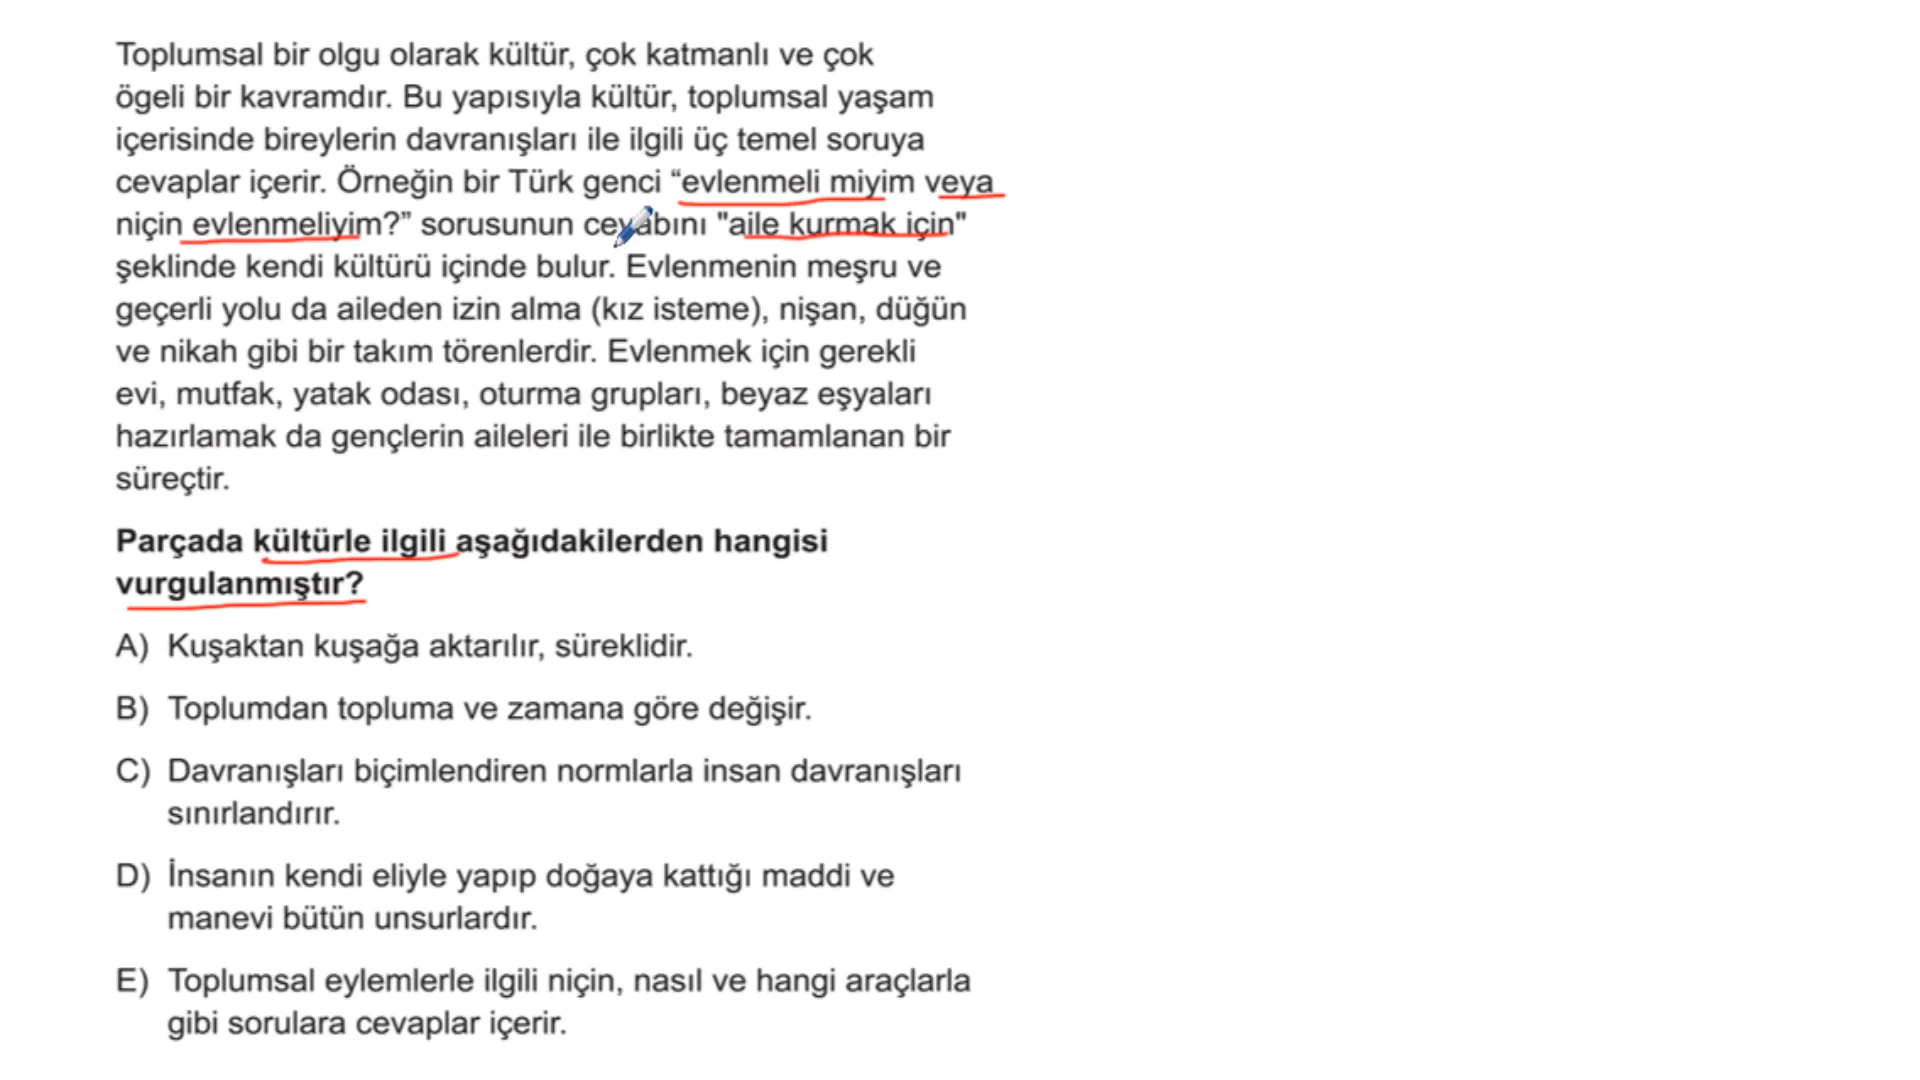 Toplumsal bir olgu olarak kültür, çok katmanlı ve çok
ögeli bir kavramdır. Bu yapısıyla kültür, toplumsal yaşam
içerisinde bireylerin davranışları ile ilgili üç temel soruya
cevaplar içerir. Örneğin bir Türk genci “evlenmeli miyim veya
niçin evlenmeliyim?” sorusunun cevabını "aile kurmak için"
şeklinde kendi kültürü içinde bulur. Evlenmenin meşru ve
geçerli yolu da aileden izin alma (kız isteme), nişan, düğün
ve nikah gibi bir takım törenlerdir. Evlenmek için gerekli
evi, mutfak, yatak odası, oturma grupları, beyaz eşyaları
hazırlamak da gençlerin aileleri ile birlikte tamamlanan bir
süreçtir.
Parçada kültürle ilgili aşağıdakilerden hangisi
vurgulanmıştır?
A) Kuşaktan kuşağa aktarılır, süreklidir.
B) Toplumdan topluma ve zamana göre değişir.
C) Davranışları biçimlendiren normlarla insan davranışları
sınırlandırır.
D) İnsanın kendi eliyle yapıp doğaya kattığı maddi ve
manevi bütün unsurlardır.
E) Toplumsal eylemlerle ilgili niçin, nasıl ve hangi araçlarla
gibi sorulara cevaplar içerir.